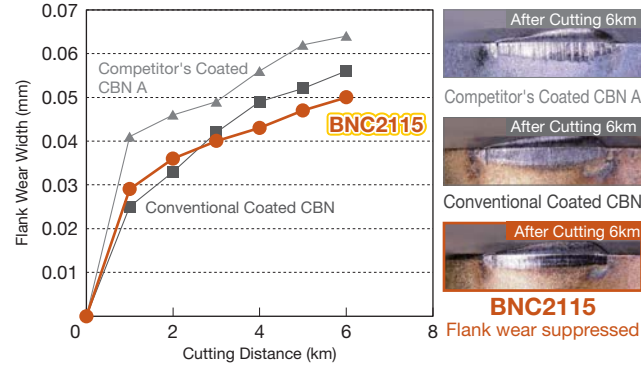 0.07
0.06
0.05
0.04
0.03
0.02
0.01
Flank Wear Width (mm)
Competitor's Coated
CBN A
BNC2115
Conventional Coated CBN
0
2
4
6
8
Cutting Distance (km)
After Cutting 6km
Competitor's Coated CBN A
After Cutting 6km
Conventional Coated CBN
After Cutting 6km
BNC2115
Flank wear suppressed